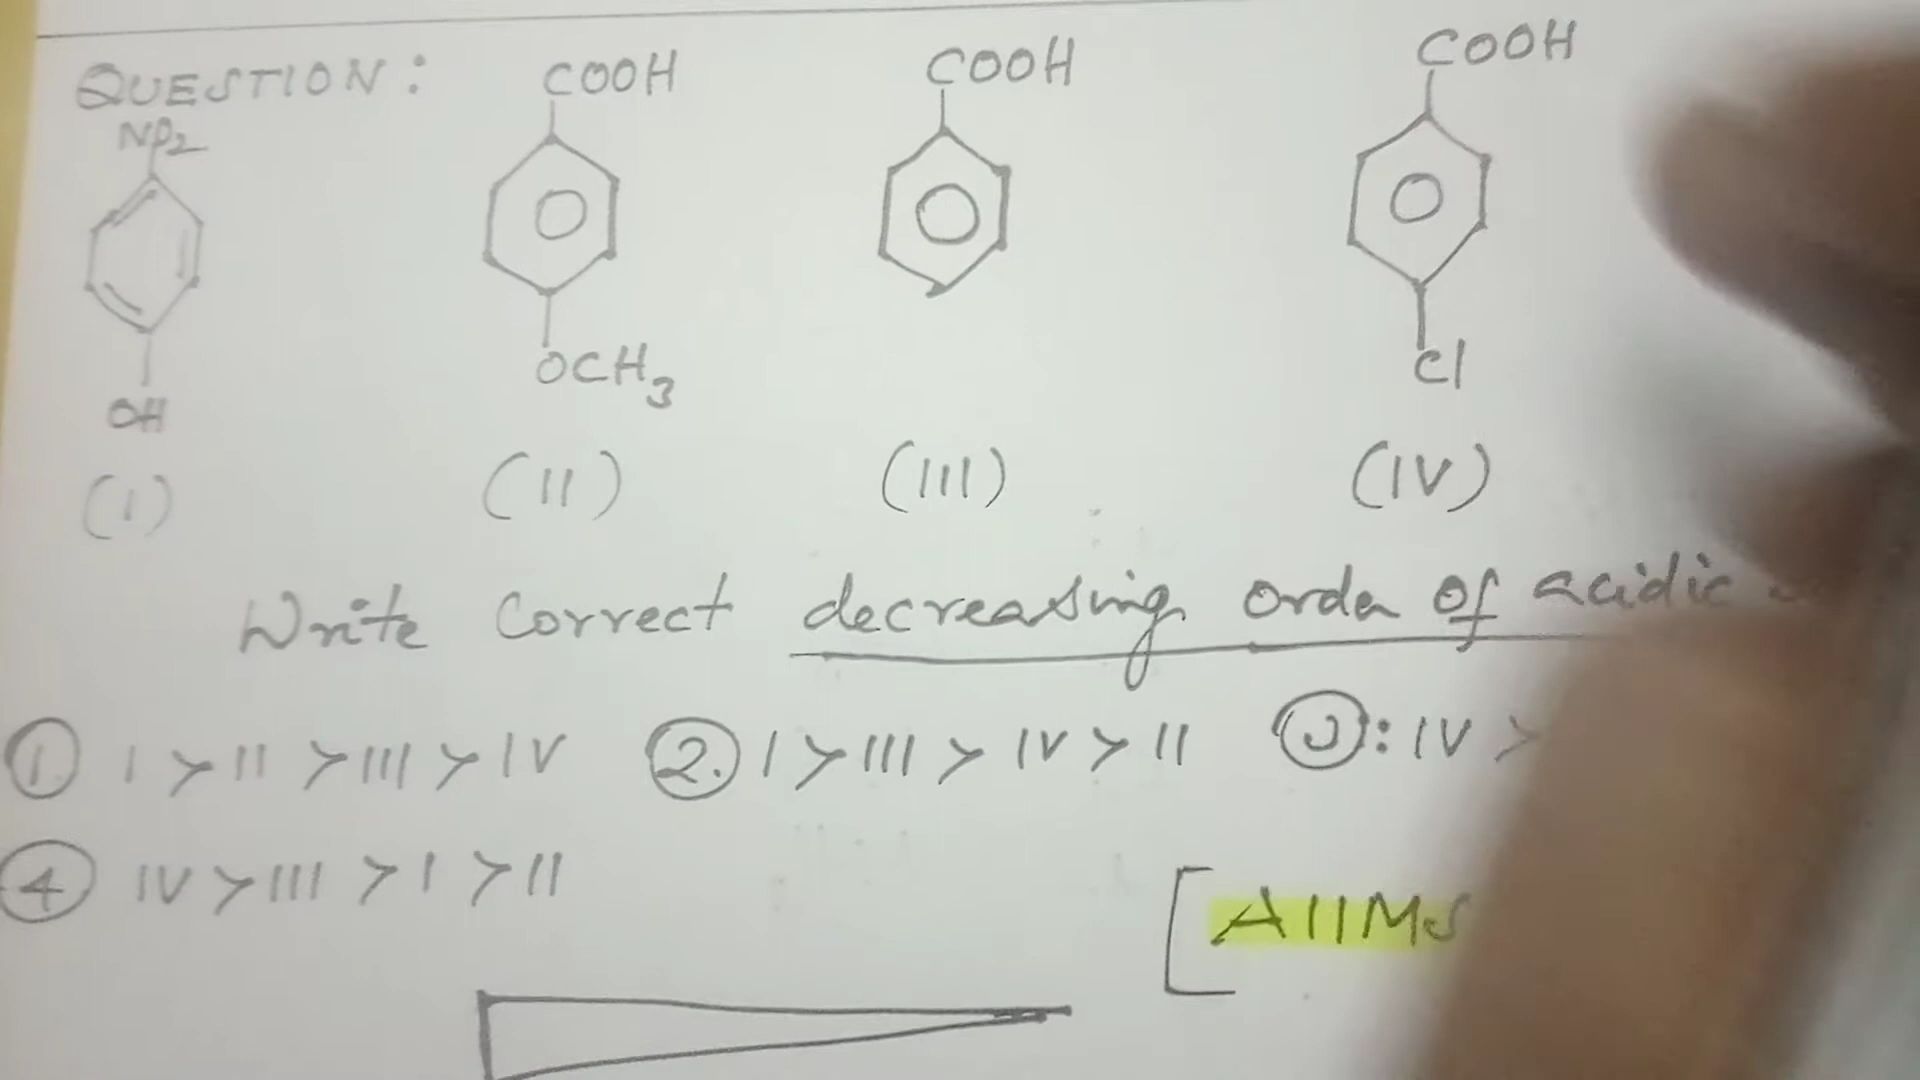 QUESTION:
COOH COOH COOH
NO2
OCH3 Cl
OH
(I) (II) (III) (IV)
Write Correct decreasing order of acidic
1. I > II > III > IV 2. I > III > IV > II 3: IV >
4 IV > III > I > II
[AIIMS